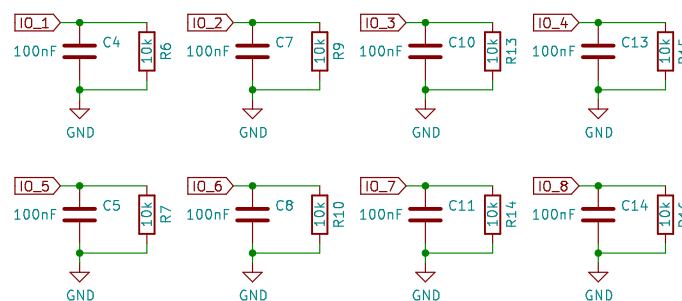 IO_1
C4
100nF
10k
R6
GND
IO_2
C7
100nF
10k
R9
GND
IO_3
C10
100nF
10k
R13
GND
IO_4
C13
100nF
10k
GND
IO_5
C5
100nF
10k
R7
GND
IO_6
C8
100nF
10k
R10
GND
IO_7
C11
100nF
10k
R14
GND
IO_8
C14
100nF
10k
GND